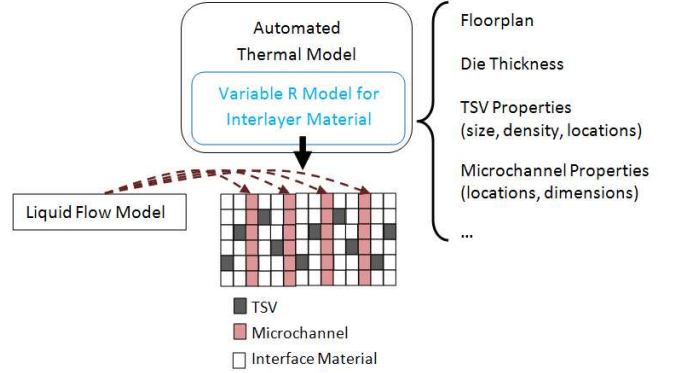 Automated
Thermal Model
Variable R Model for
Interlayer Material
Floorplan
Die Thickness
TSV Properties
(size, density, locations)
Microchannel Properties
(locations, dimensions)
...
Liquid Flow Model
TSV
Microchannel
Interface Material